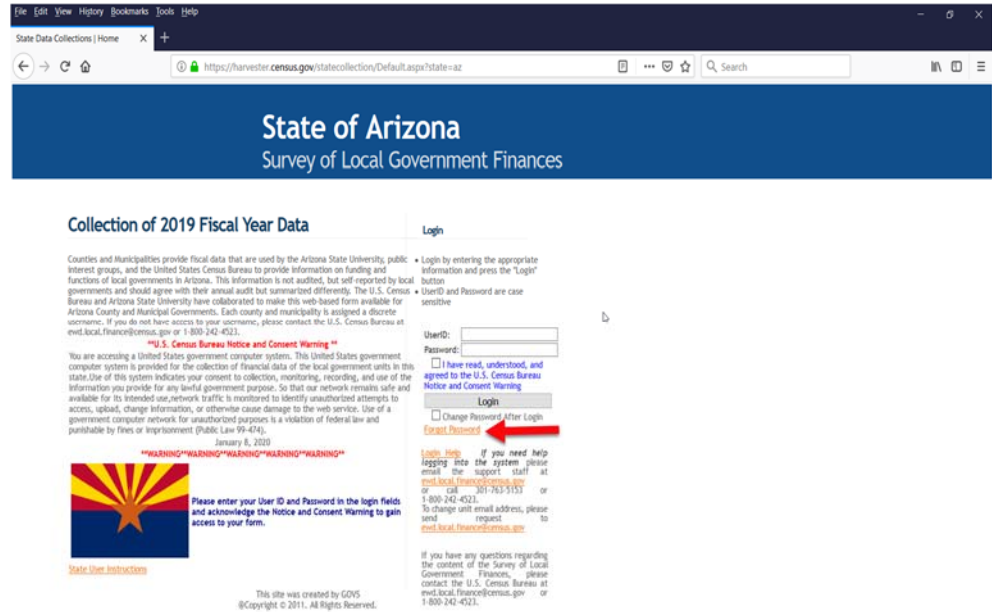 File Edit View History Bookmarks Tools Help
State Data Collections | Home
https://harvester.census.gov/statecollection/Default.aspx?state=az
Search
State of Arizona
Survey of Local Government Finances
Collection of 2019 Fiscal Year Data
Counties and Municipalities provide fiscal data that are used by the Arizona State University, public
interest groups, and the United States Census Bureau to provide information on funding and
functions of local governments in Arizona. This information is not audited, but self-reported by local
governments and should agree with their annual audit but summarized differently. The U.S. Census
Bureau and Arizona State University have collaborated to make this web-based form available for
Arizona County and Municipal Governments. Each county and municipality is assigned a discrete
username. If you do not have access to your username, please contact the U.S. Census Bureau at
ewd.local.finance@census.gov or 1-800-242-4523.
**U.S. Census Bureau Notice and Consent Warning **
You are accessing a United States government computer system. This United States government
computer system is provided for the collection of financial data of the local government units in this
state.Use of this system indicates your consent to collection, monitoring, recording, and use of the
information you provide for any lawful government purpose. So that our network remains safe and
available for its intended use,network traffic is monitored to identify unauthorized attempts to
access, upload, change information, or otherwise cause damage to the web service. Use of a
government computer network for unauthorized purposes is a violation of federal law and
punishable by fines or imprisonment (Public Law 99-474).
January 8, 2020
**WARNING**WARNING**WARNING**WARNING**WARNING**
Please enter your User ID and Password in the login fields
and acknowledge the Notice and Consent Warning to gain
access to your form.
State User Instructions
Login
• Login by entering the appropriate
information and press the "Login"
button
• UserID and Password are case
sensitive
UserID:
Password:
I have read, understood, and
agreed to the U.S. Census Bureau
Notice and Consent Warning
Login
Change Password After Login
Forgot Password
Login Help If you need help
logging into the system please
email the support staff at
ewd.local.finance@census.gov
or call 301-763-5153 or
1-800-242-4523.
To change unit email address, please
send request to
ewd.local.finance@census.gov
If you have any questions regarding
the content of the Survey of Local
Government Finances, please
contact the U.S. Census Bureau at
ewd.local.finance@census.gov or
1-800-242-4523.
This site was created by GOVS
@Copyright © 2011. All Rights Reserved.